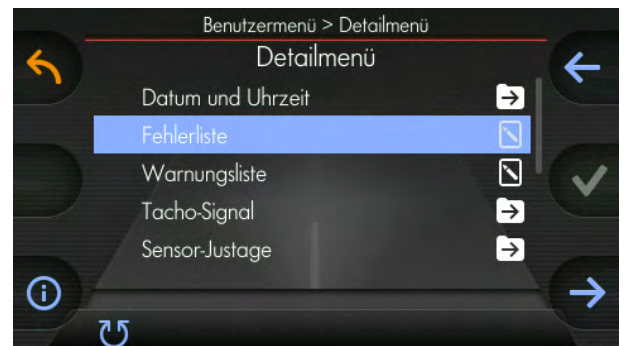 Benutzermenü > Detailmenü
Detailmenü
Datum und Uhrzeit
Fehlerliste
Warnungsliste
Tacho-Signal
Sensor-Justage